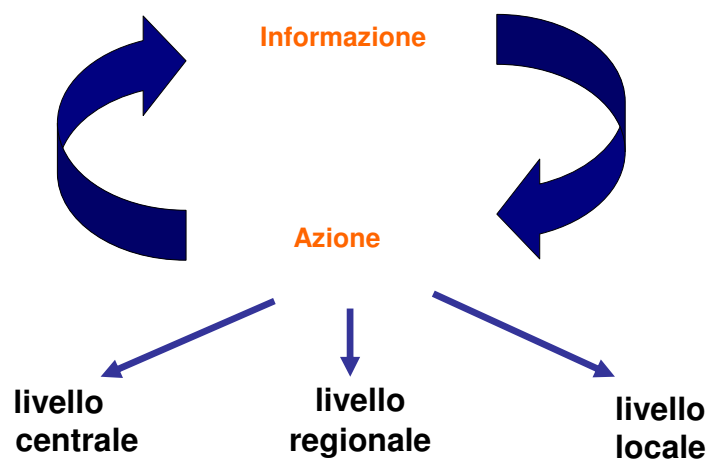 Informazione
Azione
livello
centrale
livello
regionale
livello
locale